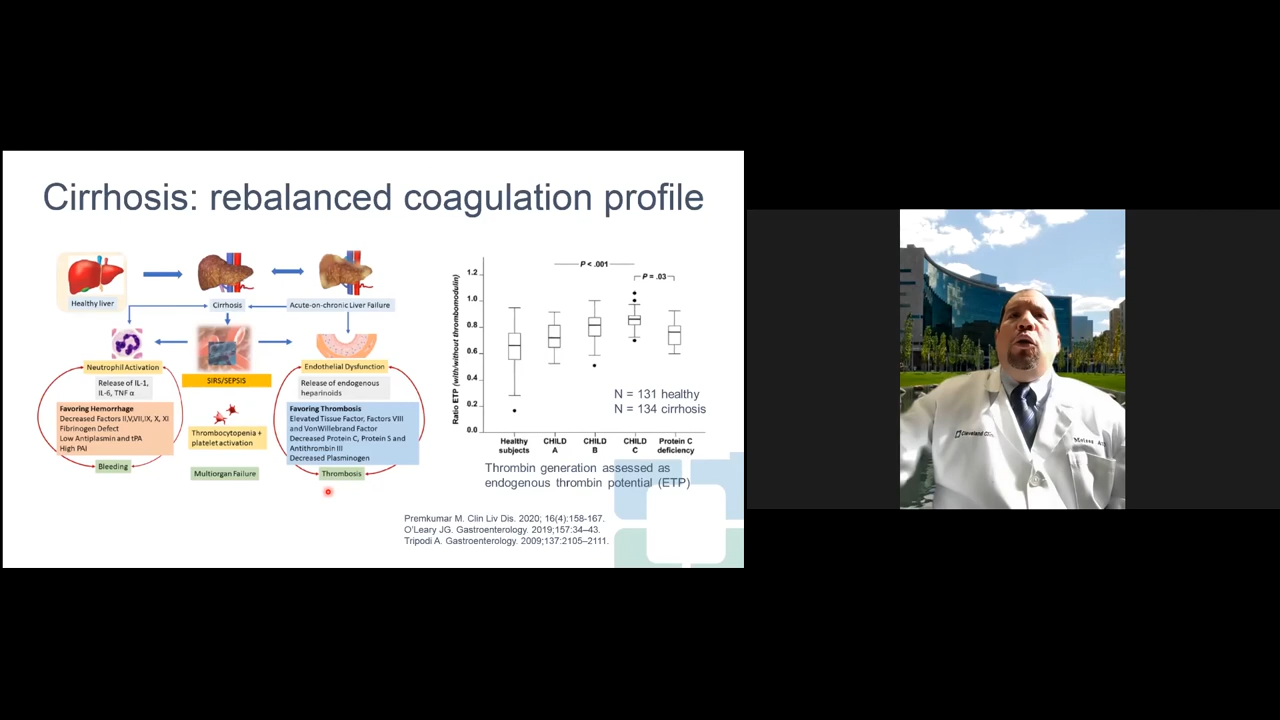 Cirrhosis: rebalanced coagulation profile
Healthy liver
Cirrhosis
Acute-on-chronic Liver Failure
Neutrophil Activation
Release of IL-1,
IL-6, TNF α
Favoring Hemorrhage
Decreased Factors II,V,VII,IX, X, XI
Fibrinogen Defect
Low Antiplasmin and tPA
High PAI
Bleeding
SIRS/SEPSIS
Thrombocytopenia +
platelet activation
Multiorgan Failure
Endothelial Dysfunction
Release of endogenous
heparinoids
Favoring Thrombosis
Elevated Tissue Factor, Factors VIII
and VonWillebrand Factor
Decreased Protein C, Protein S and
Antithrombin III
Decreased Plasminogen
Thrombosis
Ratio ETP (with/without thrombomodulin)
1.2
1.0
0.8
0.6
0.4
0.2
0.0
P < .001
P = .03
N = 131 healthy
N = 134 cirrhosis
Healthy
subjects
CHILD
A
CHILD
B
CHILD
C
Protein C
deficiency
Thrombin generation assessed as
endogenous thrombin potential (ETP)
Premkumar M. Clin Liv Dis. 2020; 16(4):158-167.
O'Leary JG. Gastroenterology. 2019;157:34–43.
Tripodi A. Gastroenterology. 2009;137:2105–2111.
Cleveland Clinic